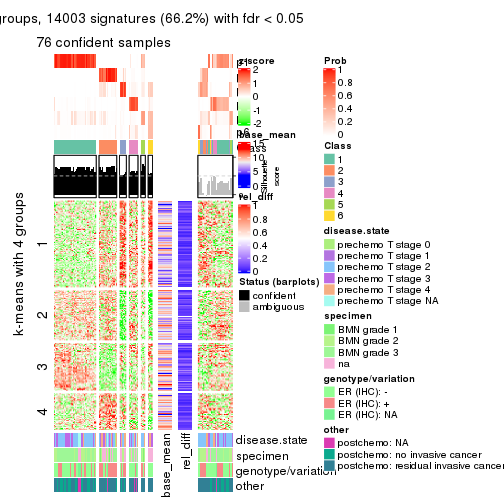 groups, 14003 signatures (66.2%) with fdr < 0.05
76 confident samples
k-means with 4 groups
1
2
3
4
base_mean
rel_diff
disease.state
specimen
genotype/variation
other
z-score
2
1
0
-1
-2
base_mean
15
10
5
0
Silhouette
score
rel_diff
1
0.8
0.6
0.4
0.2
0
Status (barplots)
confident
ambiguous
Prob
1
0.8
0.6
0.4
0.2
0
Class
1
2
3
4
5
6
disease.state
prechemo T stage 0
prechemo T stage 1
prechemo T stage 2
prechemo T stage 3
prechemo T stage 4
prechemo T stage NA
specimen
BMN grade 1
BMN grade 2
BMN grade 3
na
genotype/variation
ER (IHC): -
ER (IHC): +
ER (IHC): NA
other
postchemo: NA
postchemo: no invasive cancer
postchemo: residual invasive cancer